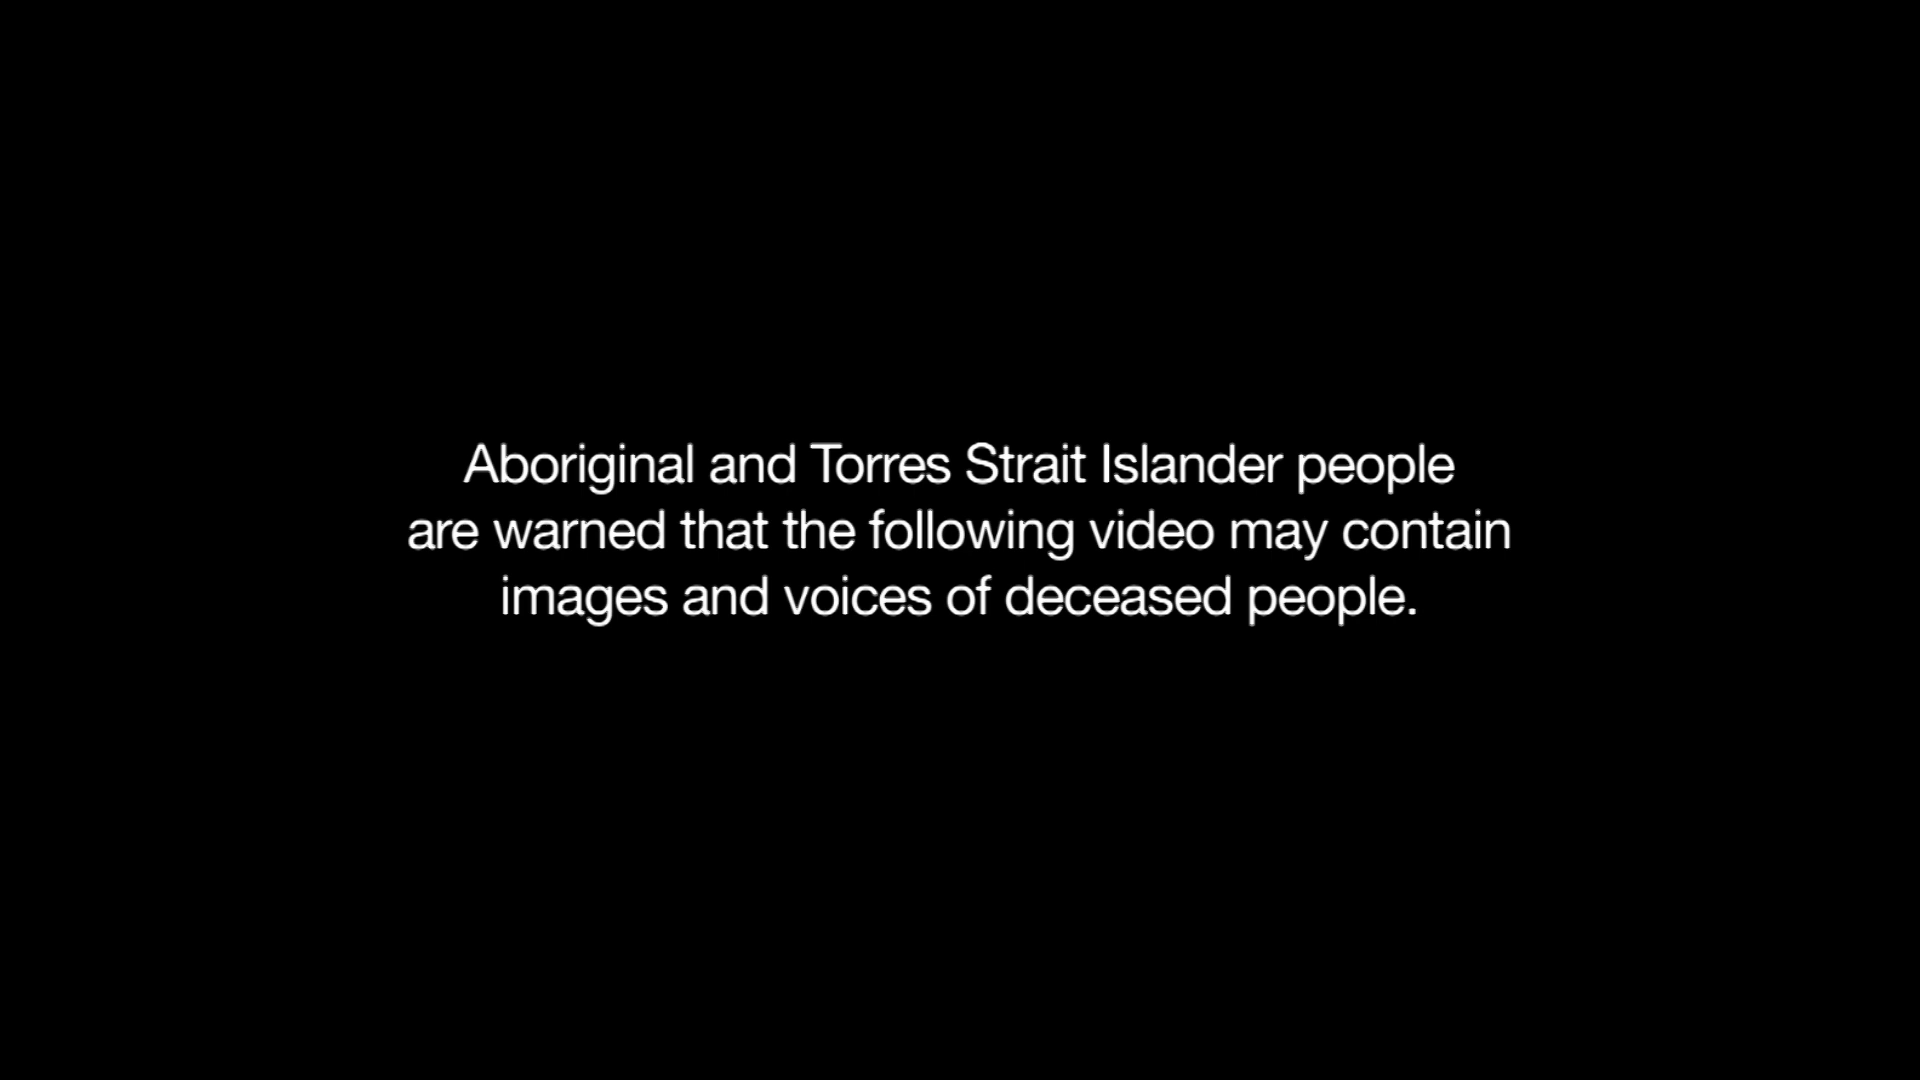 Aboriginal and Torres Strait Islander people
are warned that the following video may contain
images and voices of deceased people.